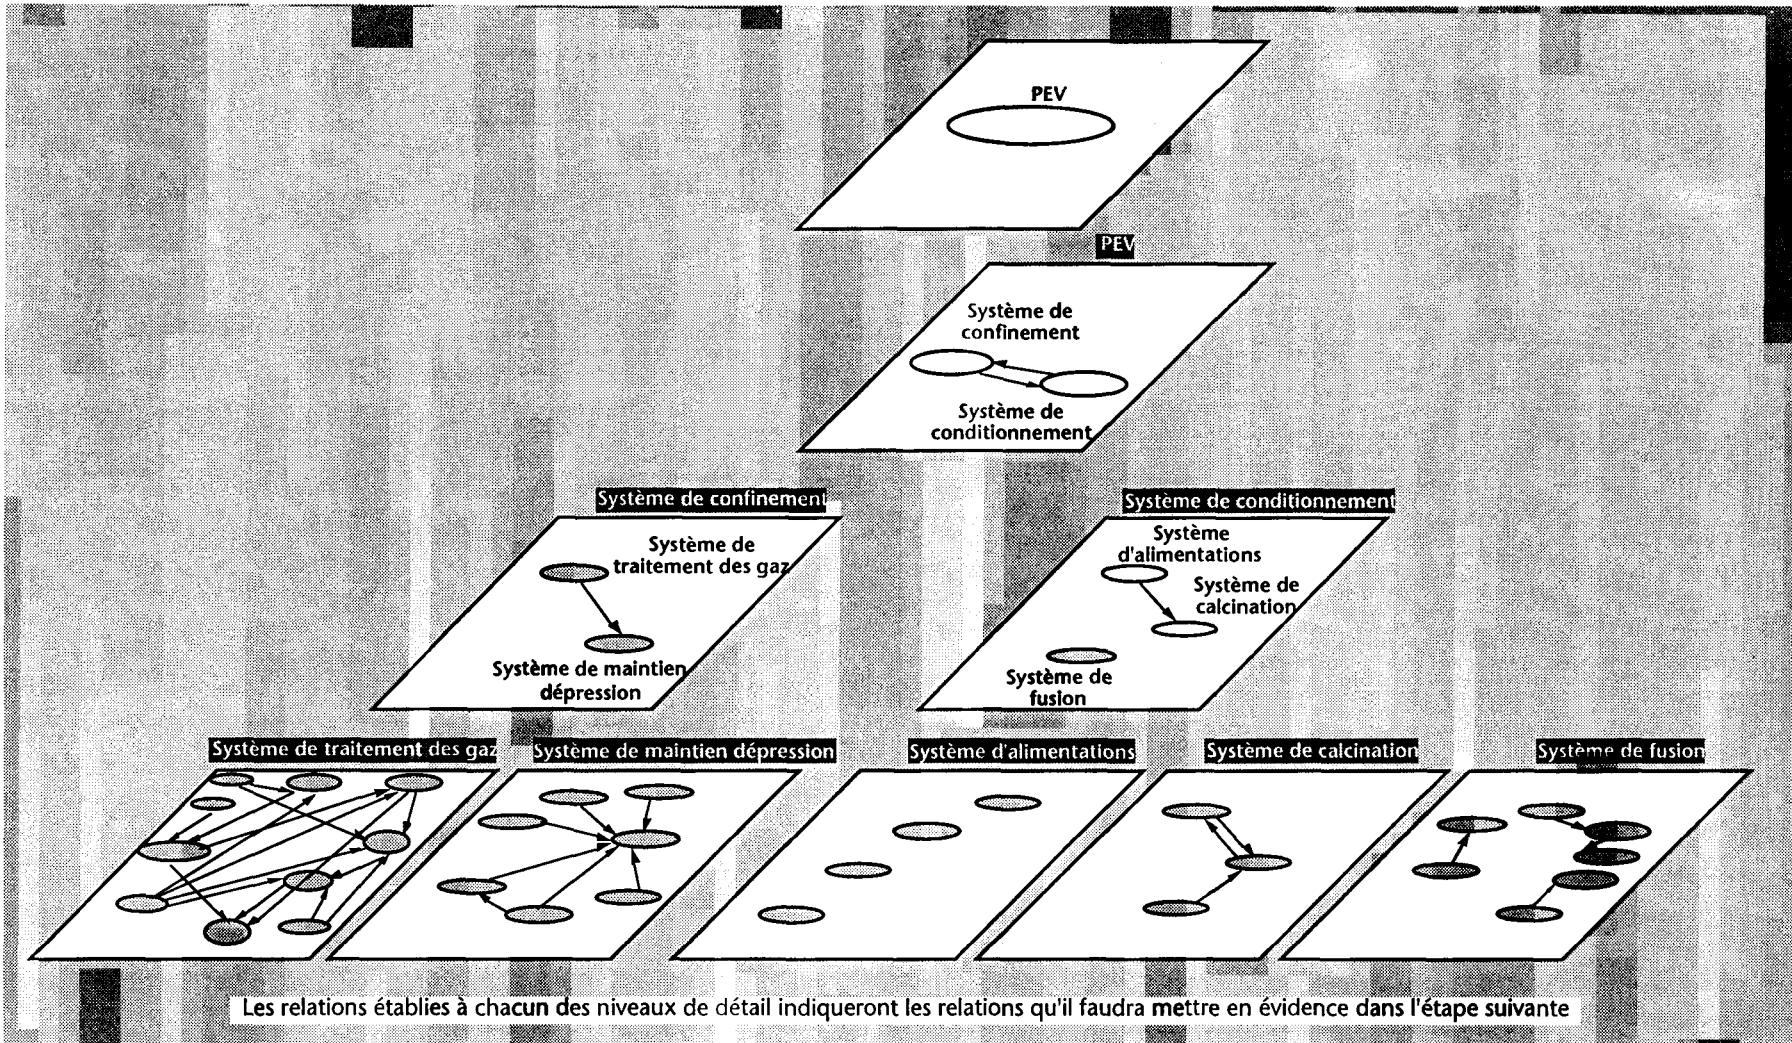 PEV
PEV
Système de
confinement
Système de
conditionnement
Système de confinement
Système de conditionnement
Système de
traitement des gaz
Système de maintien
dépression
Système
d'alimentations
Système de
calcination
Système de
fusion
Système de traitement des gaz
Système de maintien dépression
Système d'alimentations
Système de calcination
Système de fusion
Les relations établies à chacun des niveaux de détail indiqueront les relations qu'il faudra mettre en évidence dans l'étape suivante